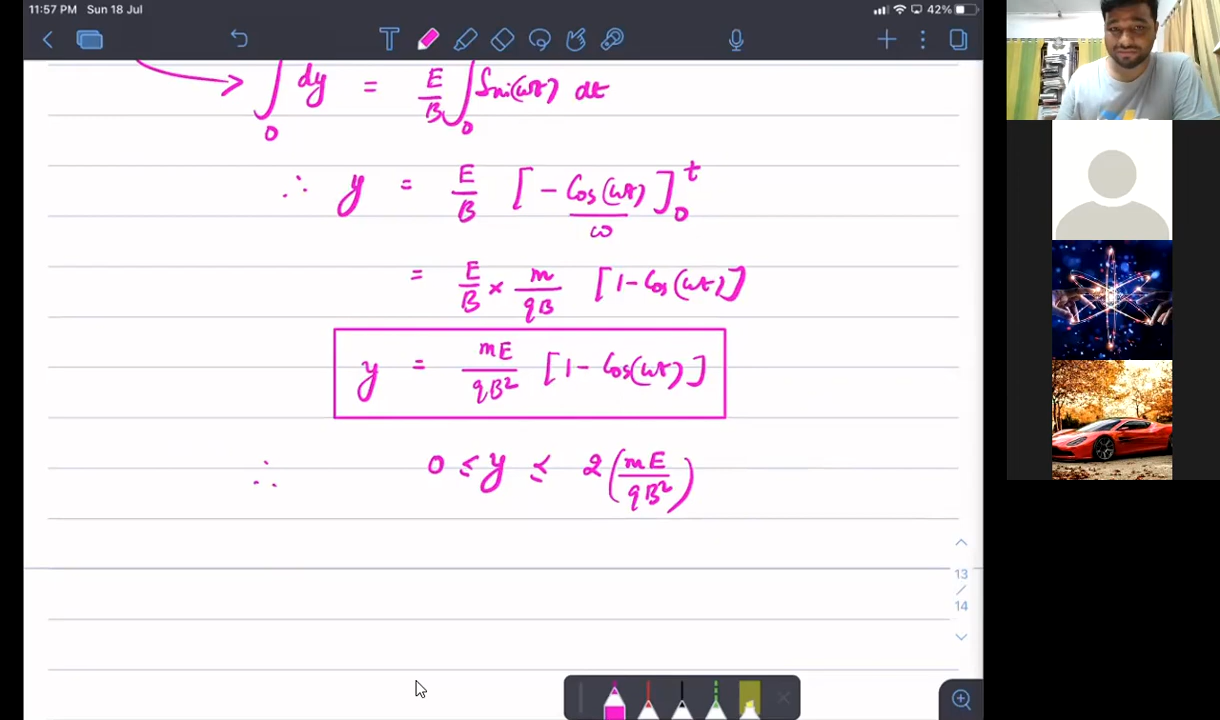 11:57 PM Sun 18 Jul 42%
T
∫₀ dy = E/B ∫₀ Sin(ωt) dt
∴ y = E/B [ - Cos(ωt)/ω ]₀ᵗ
= E/B × m/qB [1 - Cos(ωt)]
y = mE/qB² [1 - Cos(ωt)]
∴ 0 ≤ y ≤ 2(mE/qB²)
13
/
14